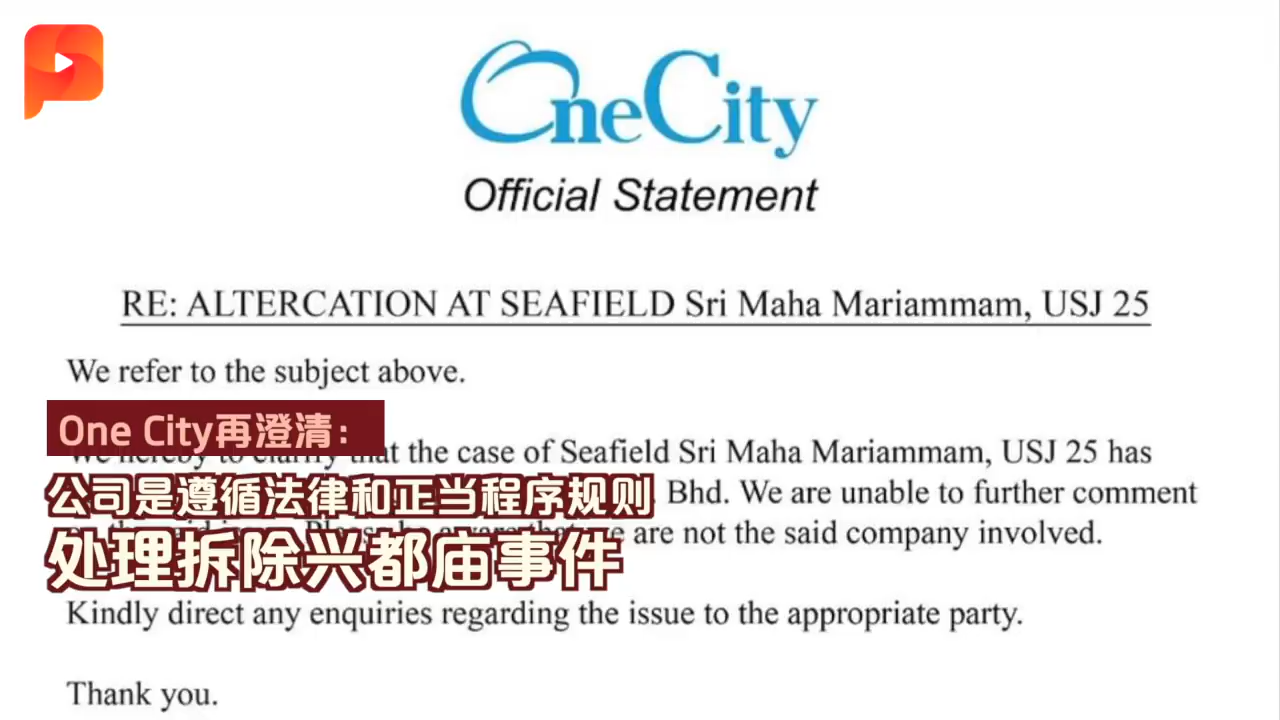 OneCity
Official Statement
RE: ALTERCATION AT SEAFIELD Sri Maha Mariammam, USJ 25
We refer to the subject above.
One City再澄清：
that the case of Seafield Sri Maha Mariammam, USJ 25 has
公司是遵循法律和正当程序规则
Bhd. We are unable to further comment
处理拆除兴都庙事件
are not the said company involved.
Kindly direct any enquiries regarding the issue to the appropriate party.
Thank you.